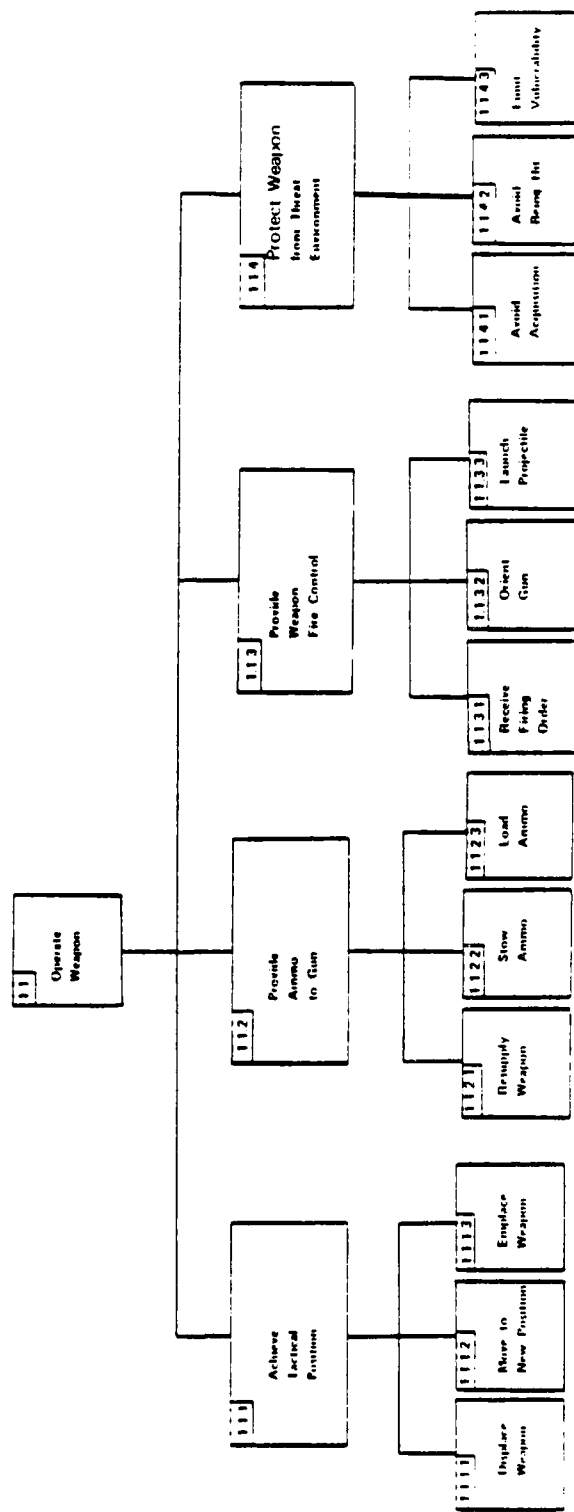 1 1
Operate
Weapon
1 1 1
Achieve
Tactical
Position
1 1 2
Provide
Ammo
to Gun
1 1 3
Provide
Weapon
Fire Control
1 1 4
Protect Weapon
from Threat
Environment
1 1 1 1
Displace
Weapon
1 1 1 2
Move to
New Position
1 1 1 3
Emplace
Weapon
1 1 2 1
Resupply
Weapon
1 1 2 2
Stow
Ammo
1 1 2 3
Load
Ammo
1 1 3 1
Receive
Firing
Order
1 1 3 2
Orient
Gun
1 1 3 3
Launch
Projectile
1 1 4 1
Avoid
Acquisition
1 1 4 2
Avoid
Being Hit
1 1 4 3
Limit
Vulnerability